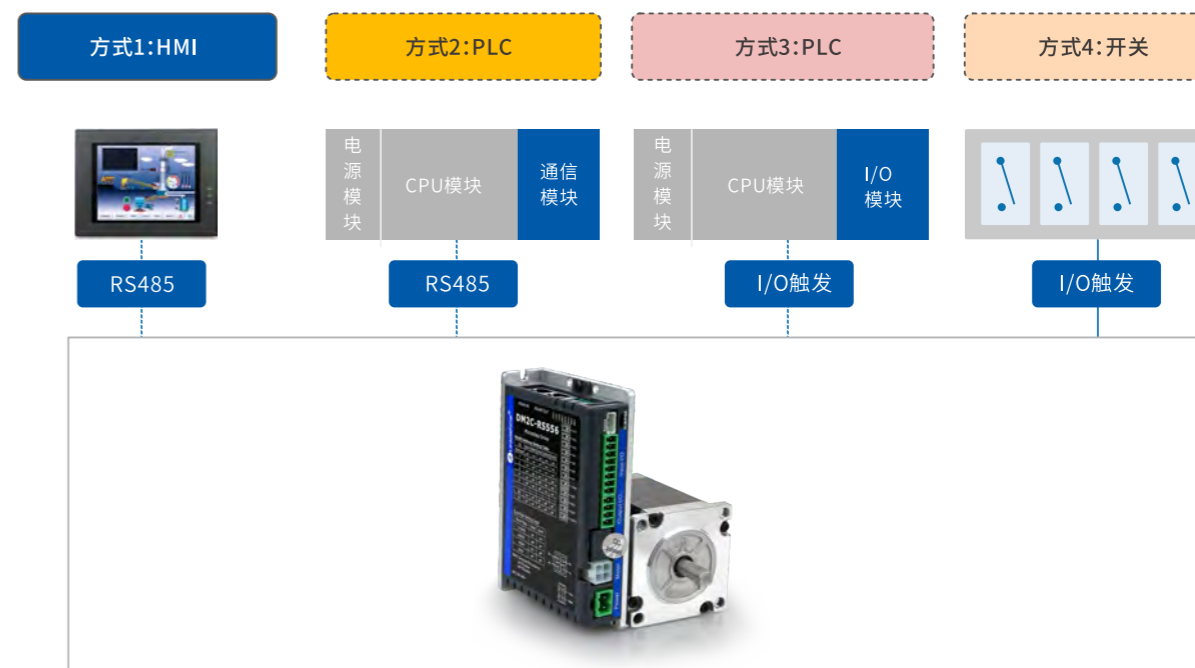 方式1:HMI
方式2:PLC
方式3:PLC
方式4:开关
电
源
模
块
CPU模块
通信
模块
电
源
模
块
CPU模块
I/O
模块
RS485
RS485
I/O触发
I/O触发
DM2C-RS556